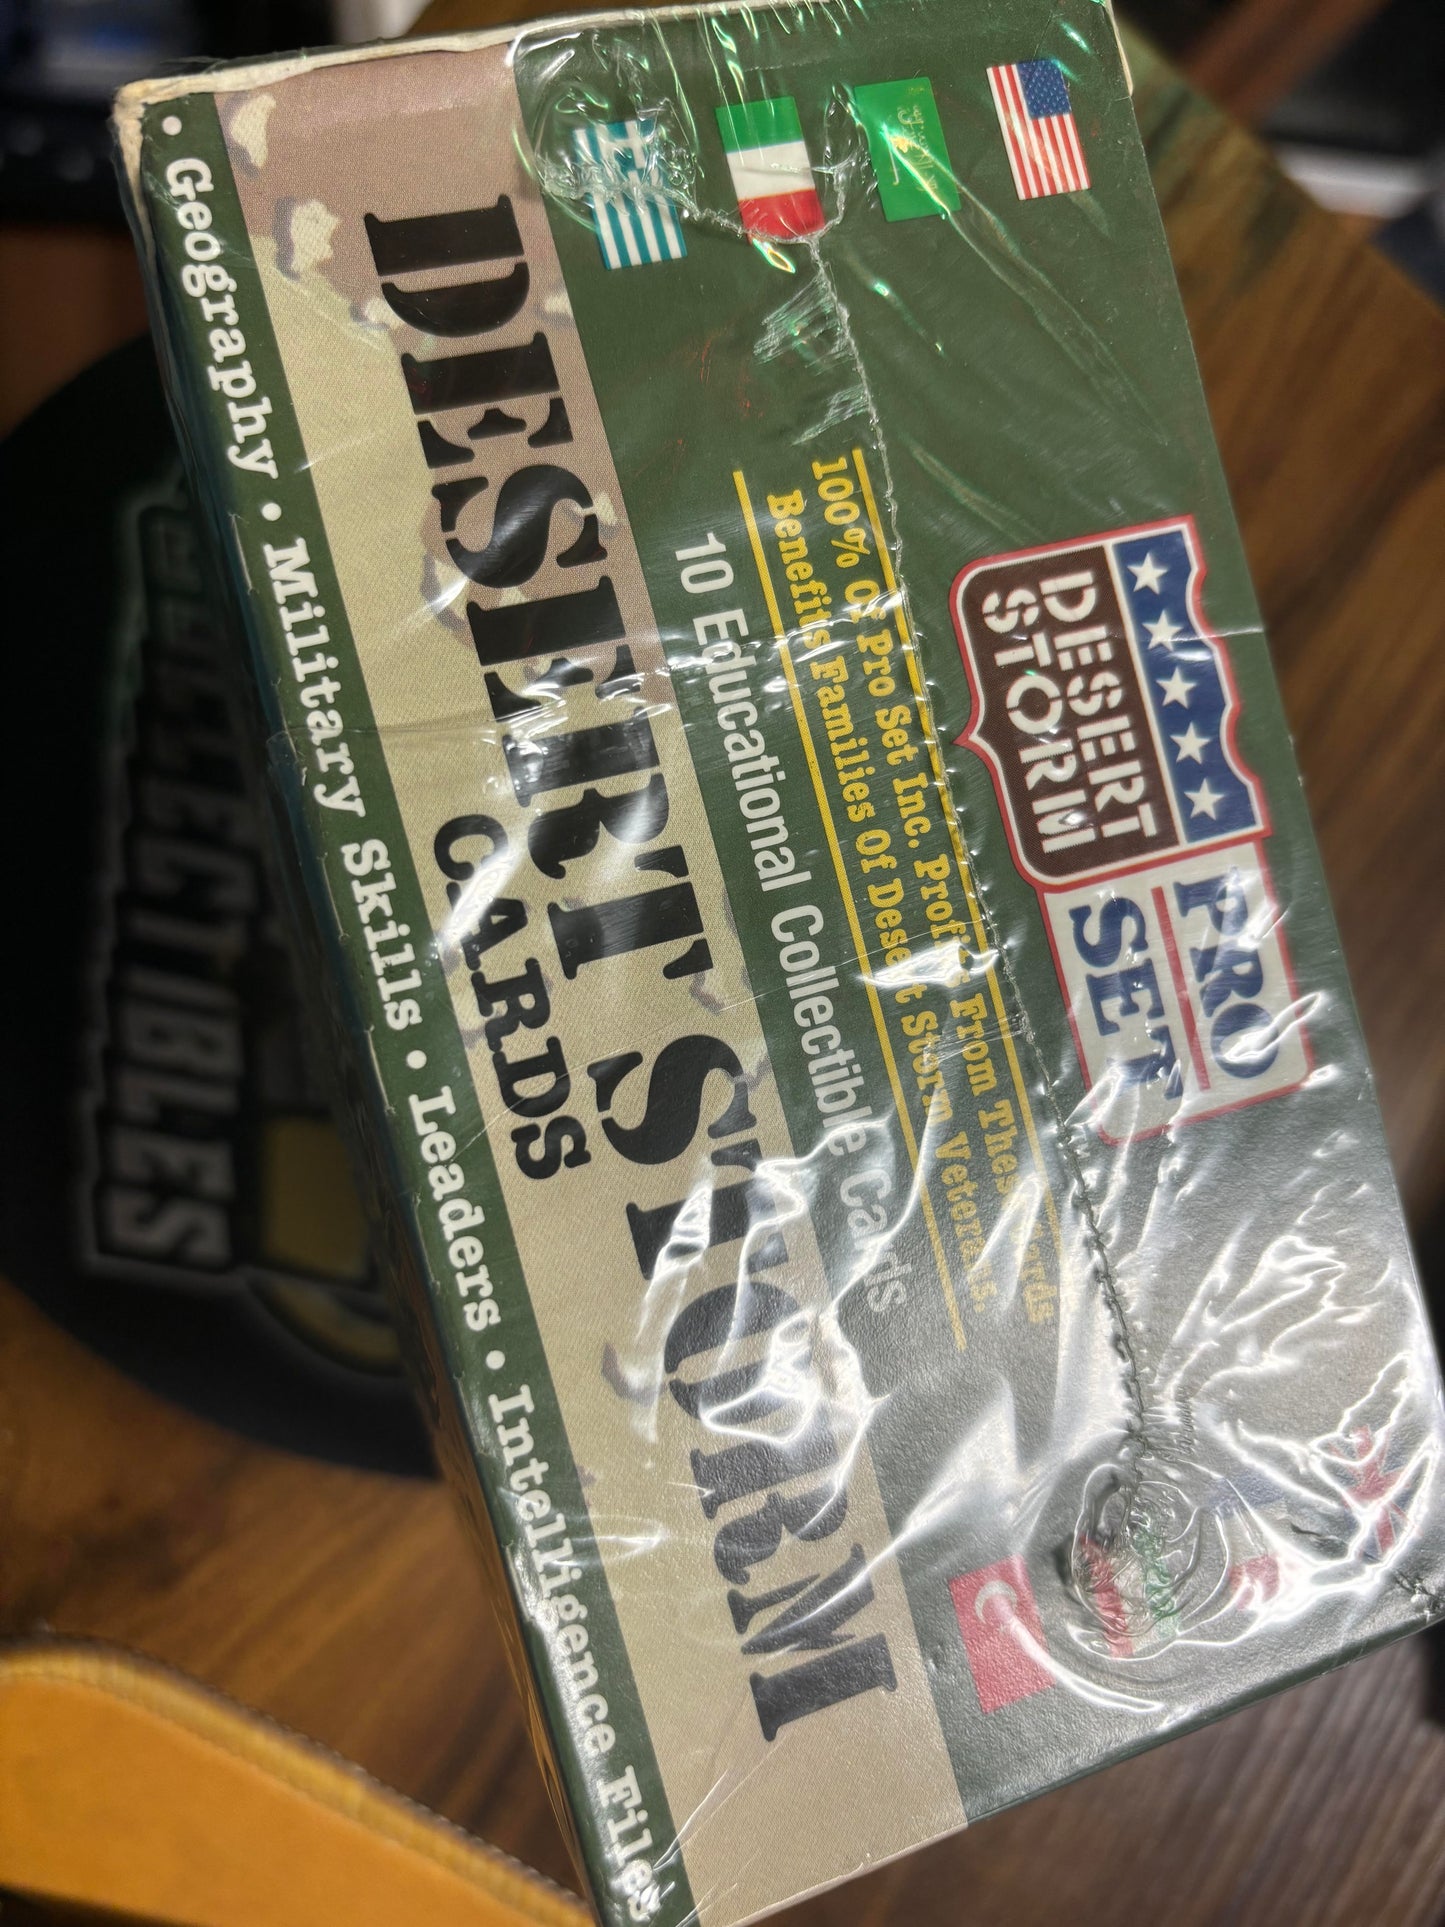 DESERT
STORM
PRO
SET
100% Of Pro Set Inc. Profits From These Cards
Benefits Families Of Desert Storm Veterans.
10 Educational Collectible Cards
DESERT STORM
CARDS
• Geography • Military Skills • Leaders • Intelligence Files
COLLECTIBLES